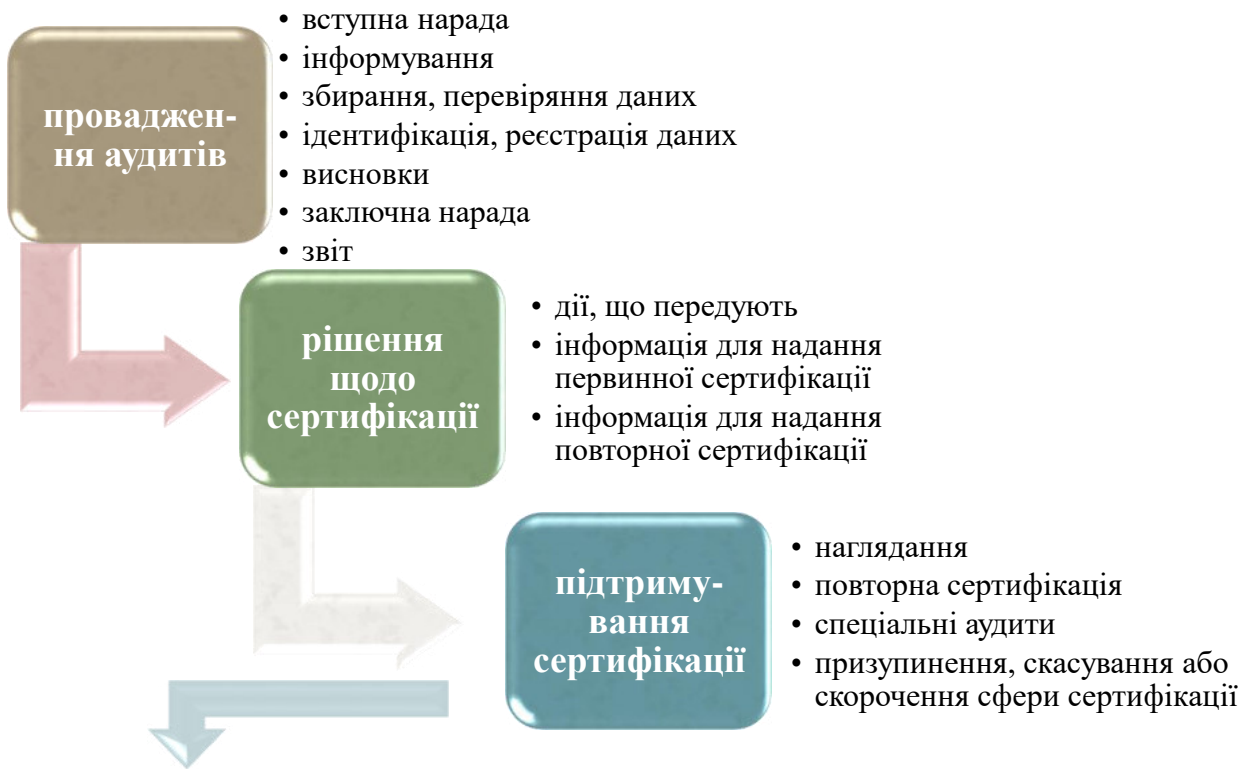 проваджен-
ня аудитів
• вступна нарада
• інформування
• збирання, перевіряння даних
• ідентифікація, реєстрація даних
• висновки
• заключна нарада
• звіт
рішення
щодо
сертифікації
• дії, що передують
• інформація для надання
первинної сертифікації
• інформація для надання
повторної сертифікації
підтриму-
вання
сертифікації
• наглядання
• повторна сертифікація
• спеціальні аудити
• призупинення, скасування або
скорочення сфери сертифікації